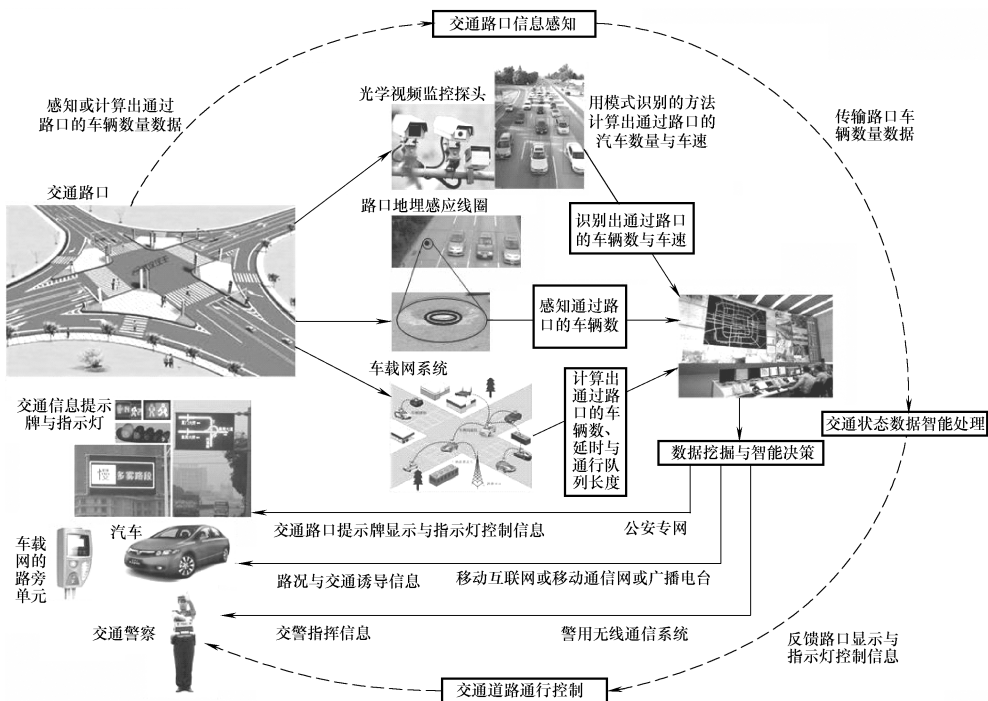 交通路口信息感知
感知或计算出通过
路口的车辆数量数据
光学视频监控探头
用模式识别的方法
计算出通过路口的
汽车数量与车速
传输路口车
辆数量数据
交通路口
路口地埋感应线圈
识别出通过路口
的车辆数与车速
感知通过路
口的车辆数
车载网系统
计算出
通过路
口的车
辆数、
延时与
通行队
列长度
交通信息提示
牌与指示灯
多雾路段
交通状态数据智能处理
数据挖掘与智能决策
交通路口提示牌显示与指示灯控制信息
公安专网
车载
网的
路旁
单元
汽车
路况与交通诱导信息
移动互联网或移动通信网或广播电台
交通警察
交警指挥信息
警用无线通信系统
反馈路口显示与
指示灯控制信息
交通道路通行控制